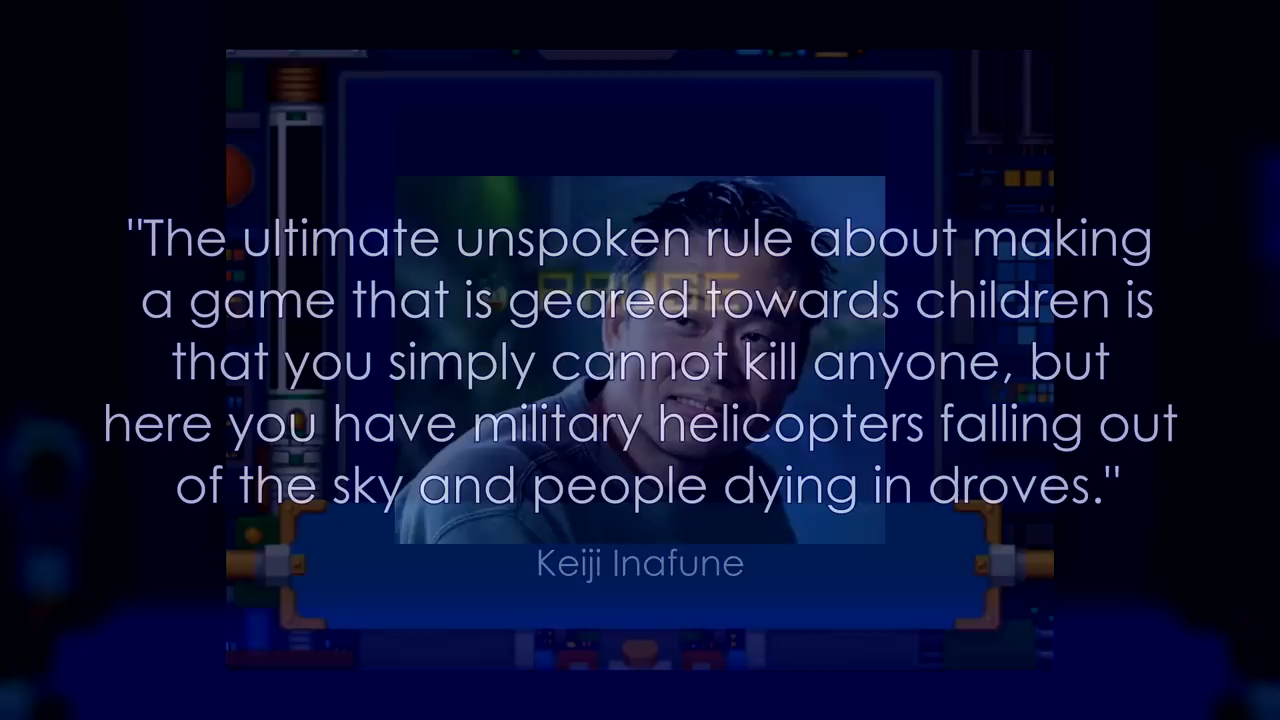 "The ultimate unspoken rule about making
a game that is geared towards children is
that you simply cannot kill anyone, but
here you have military helicopters falling out
of the sky and people dying in droves."
Keiji Inafune